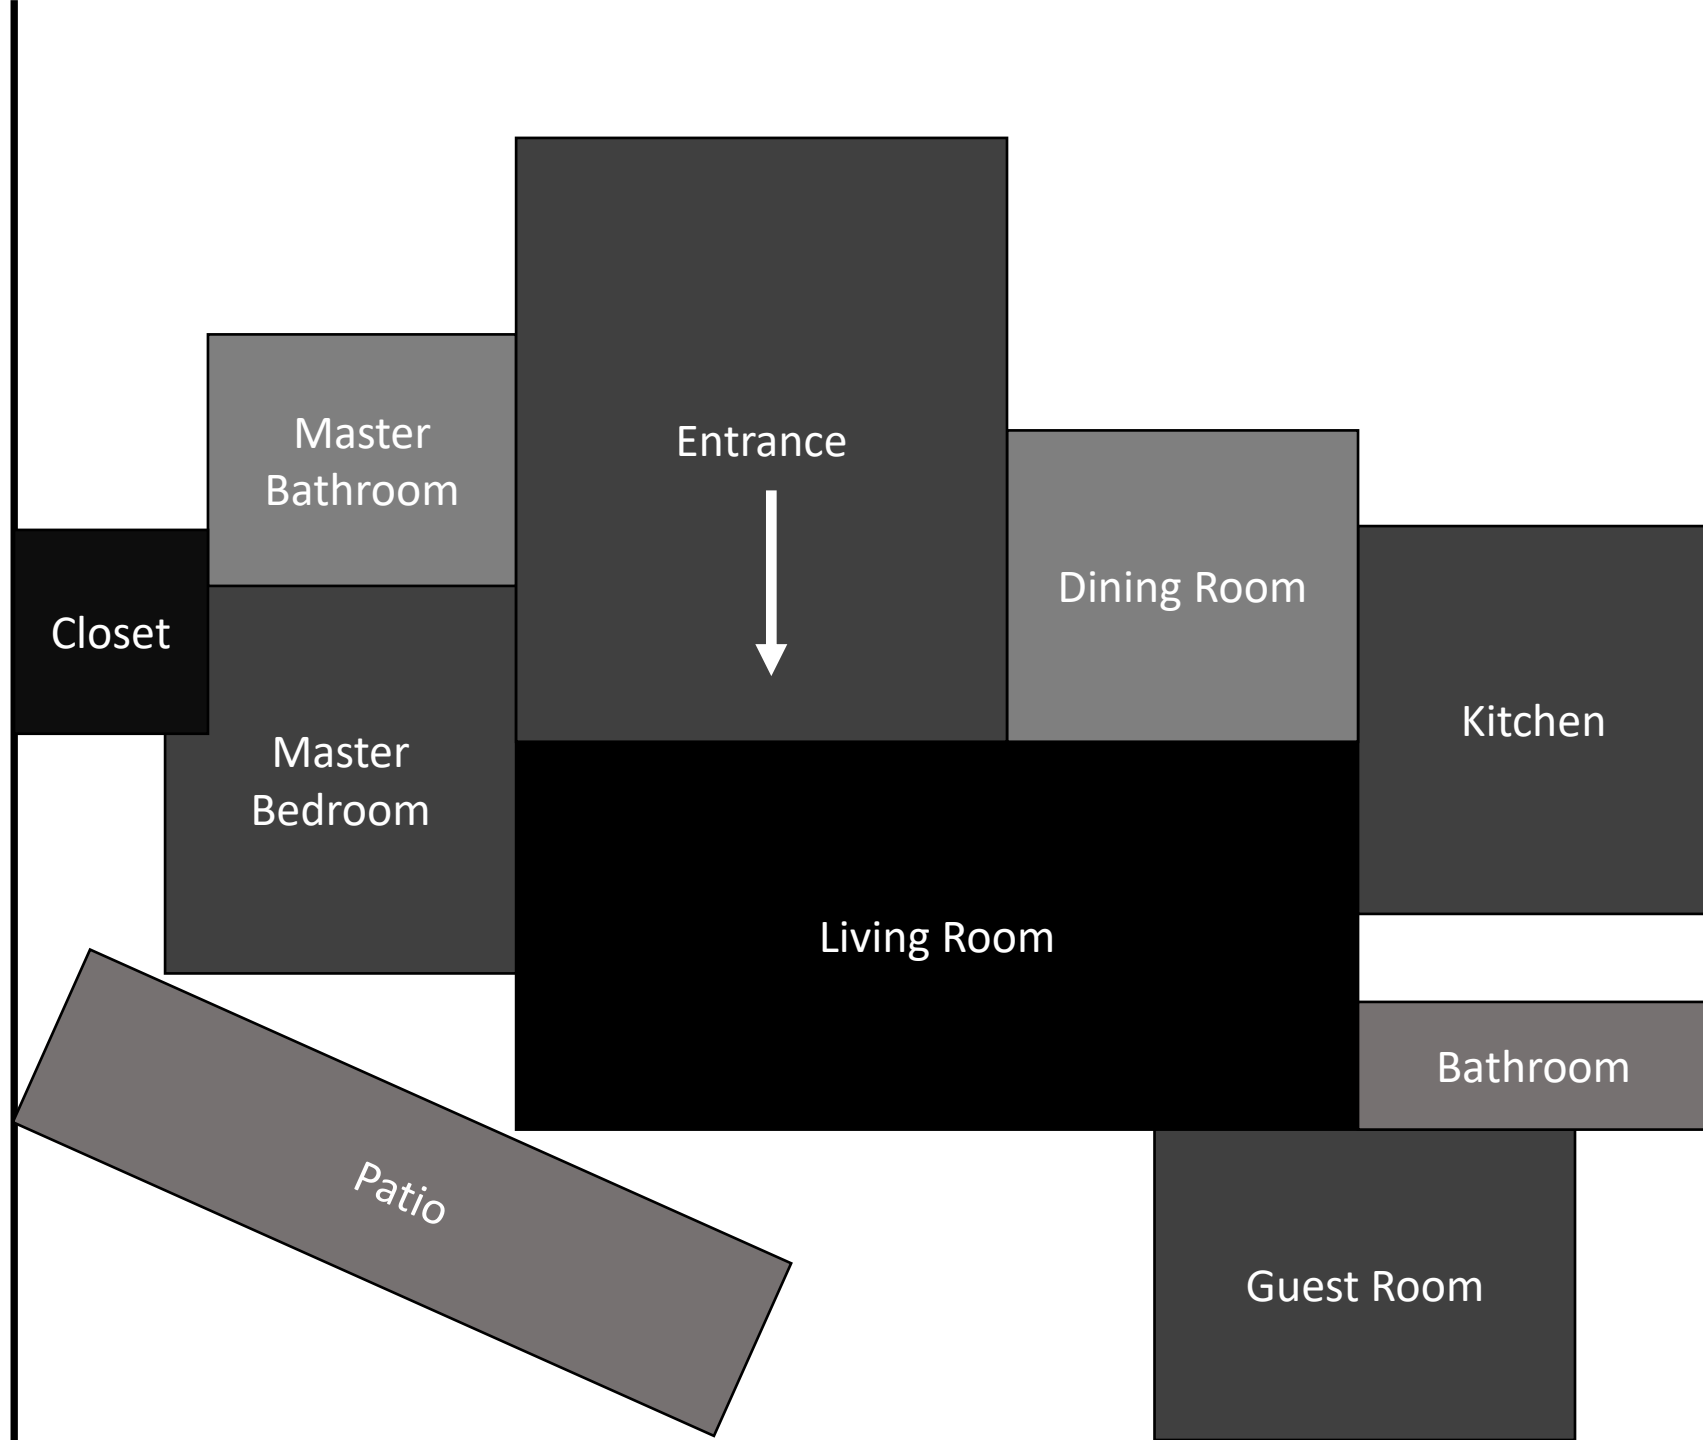 Master
Bathroom
Entrance
Dining Room
Closet
Kitchen
Master
Bedroom
Living Room
Bathroom
Patio
Guest Room